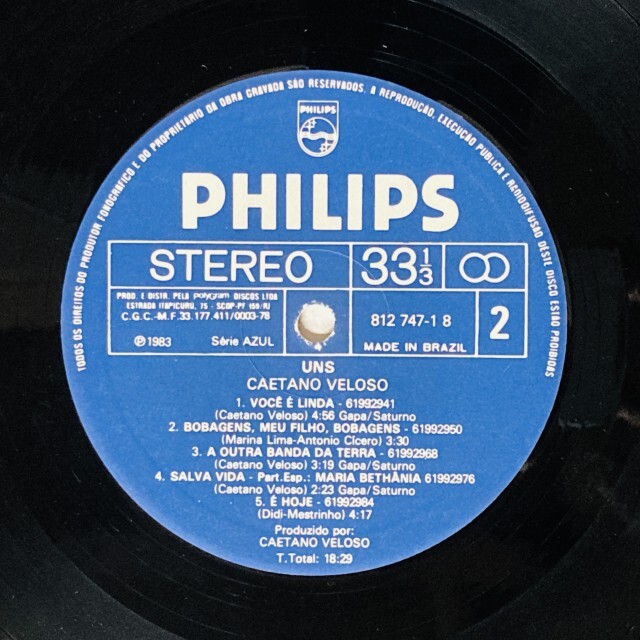 TODOS OS DIREITOS DO PRODUTOR FONOGRÁFICO E DO PROPRIETÁRIO DA OBRA GRAVADA SÃO RESERVADOS. A REPRODUÇÃO, EXECUÇÃO PÚBLICA E RADIODIFUSÃO DESTE DISCO ESTÃO PROIBIDAS
PHILIPS
PHILIPS
STEREO 33 1/3
PROD. E DISTR. PELA polygram DISCOS LTDA
ESTRADA ITAPICURU, 75 - SCDP-PF 159/RJ
C.G.C.-M.F. 33.177.411/0003-78
℗ 1983 Série AZUL
812 747-1 B
MADE IN BRAZIL
2
UNS
CAETANO VELOSO
1. VOCÊ É LINDA - 61992941
(Caetano Veloso) 4:56 Gapa/Saturno
2. BOBAGENS, MEU FILHO, BOBAGENS - 61992950
(Marina Lima-Antonio Cícero) 3:30
3. A OUTRA BANDA DA TERRA - 61992968
(Caetano Veloso) 3:19 Gapa/Saturno
4. SALVA VIDA - Part. Esp.: MARIA BETHÂNIA 61992976
(Caetano Veloso) 2:23 Gapa/Saturno
5. É HOJE - 61992984
(Didi-Mestrinho) 4:17
Produzido por:
CAETANO VELOSO
T. Total: 18:29